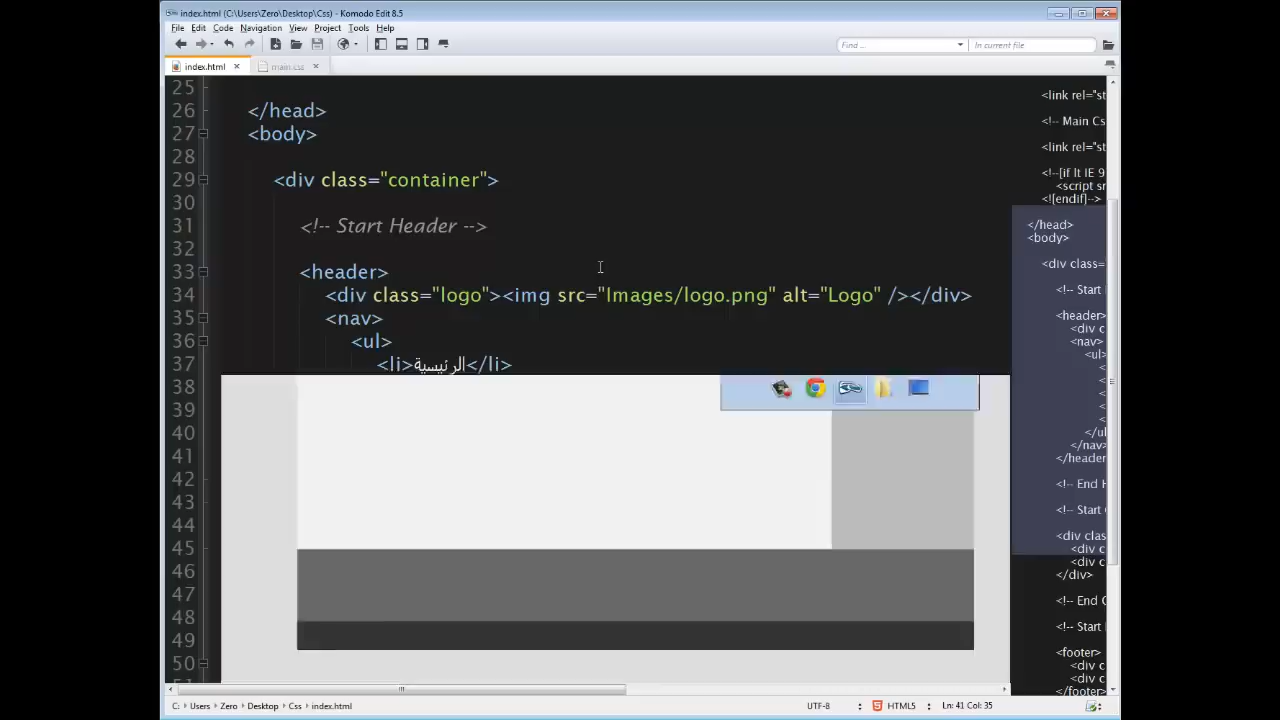 index.html (C:\Users\Zero\Desktop\Css) - Komodo Edit 8.5
File Edit Code Navigation View Project Tools Help
Find ... In current file
index.html main.css
25
26 </head>
27 <body>
28
29 <div class="container">
30
31 <!-- Start Header -->
32
33 <header>
34 <div class="logo"><img src="Images/logo.png" alt="Logo" /></div>
35 <nav>
36 <ul>
37 <li>الرئيسية</li>
38
39
40
41
42
43
44
45
46
47
48
49
50
<link rel="st
<!-- Main Cs
<link rel="st
<!--[if lt IE 9
<script sr
<![endif]-->
</head>
<body>
<div class=
<!-- Start
<header>
<div c
<nav>
<ul>
<
<
<
<
<
</ul
</nav>
</header
<!-- End H
<!-- Start
<div clas
<div c
<div c
</div>
<!-- End C
<!-- Start
<footer>
<div c
<div c
</footer>
C: Users Zero Desktop Css index.html UTF-8 HTML5 Ln: 41 Col: 35